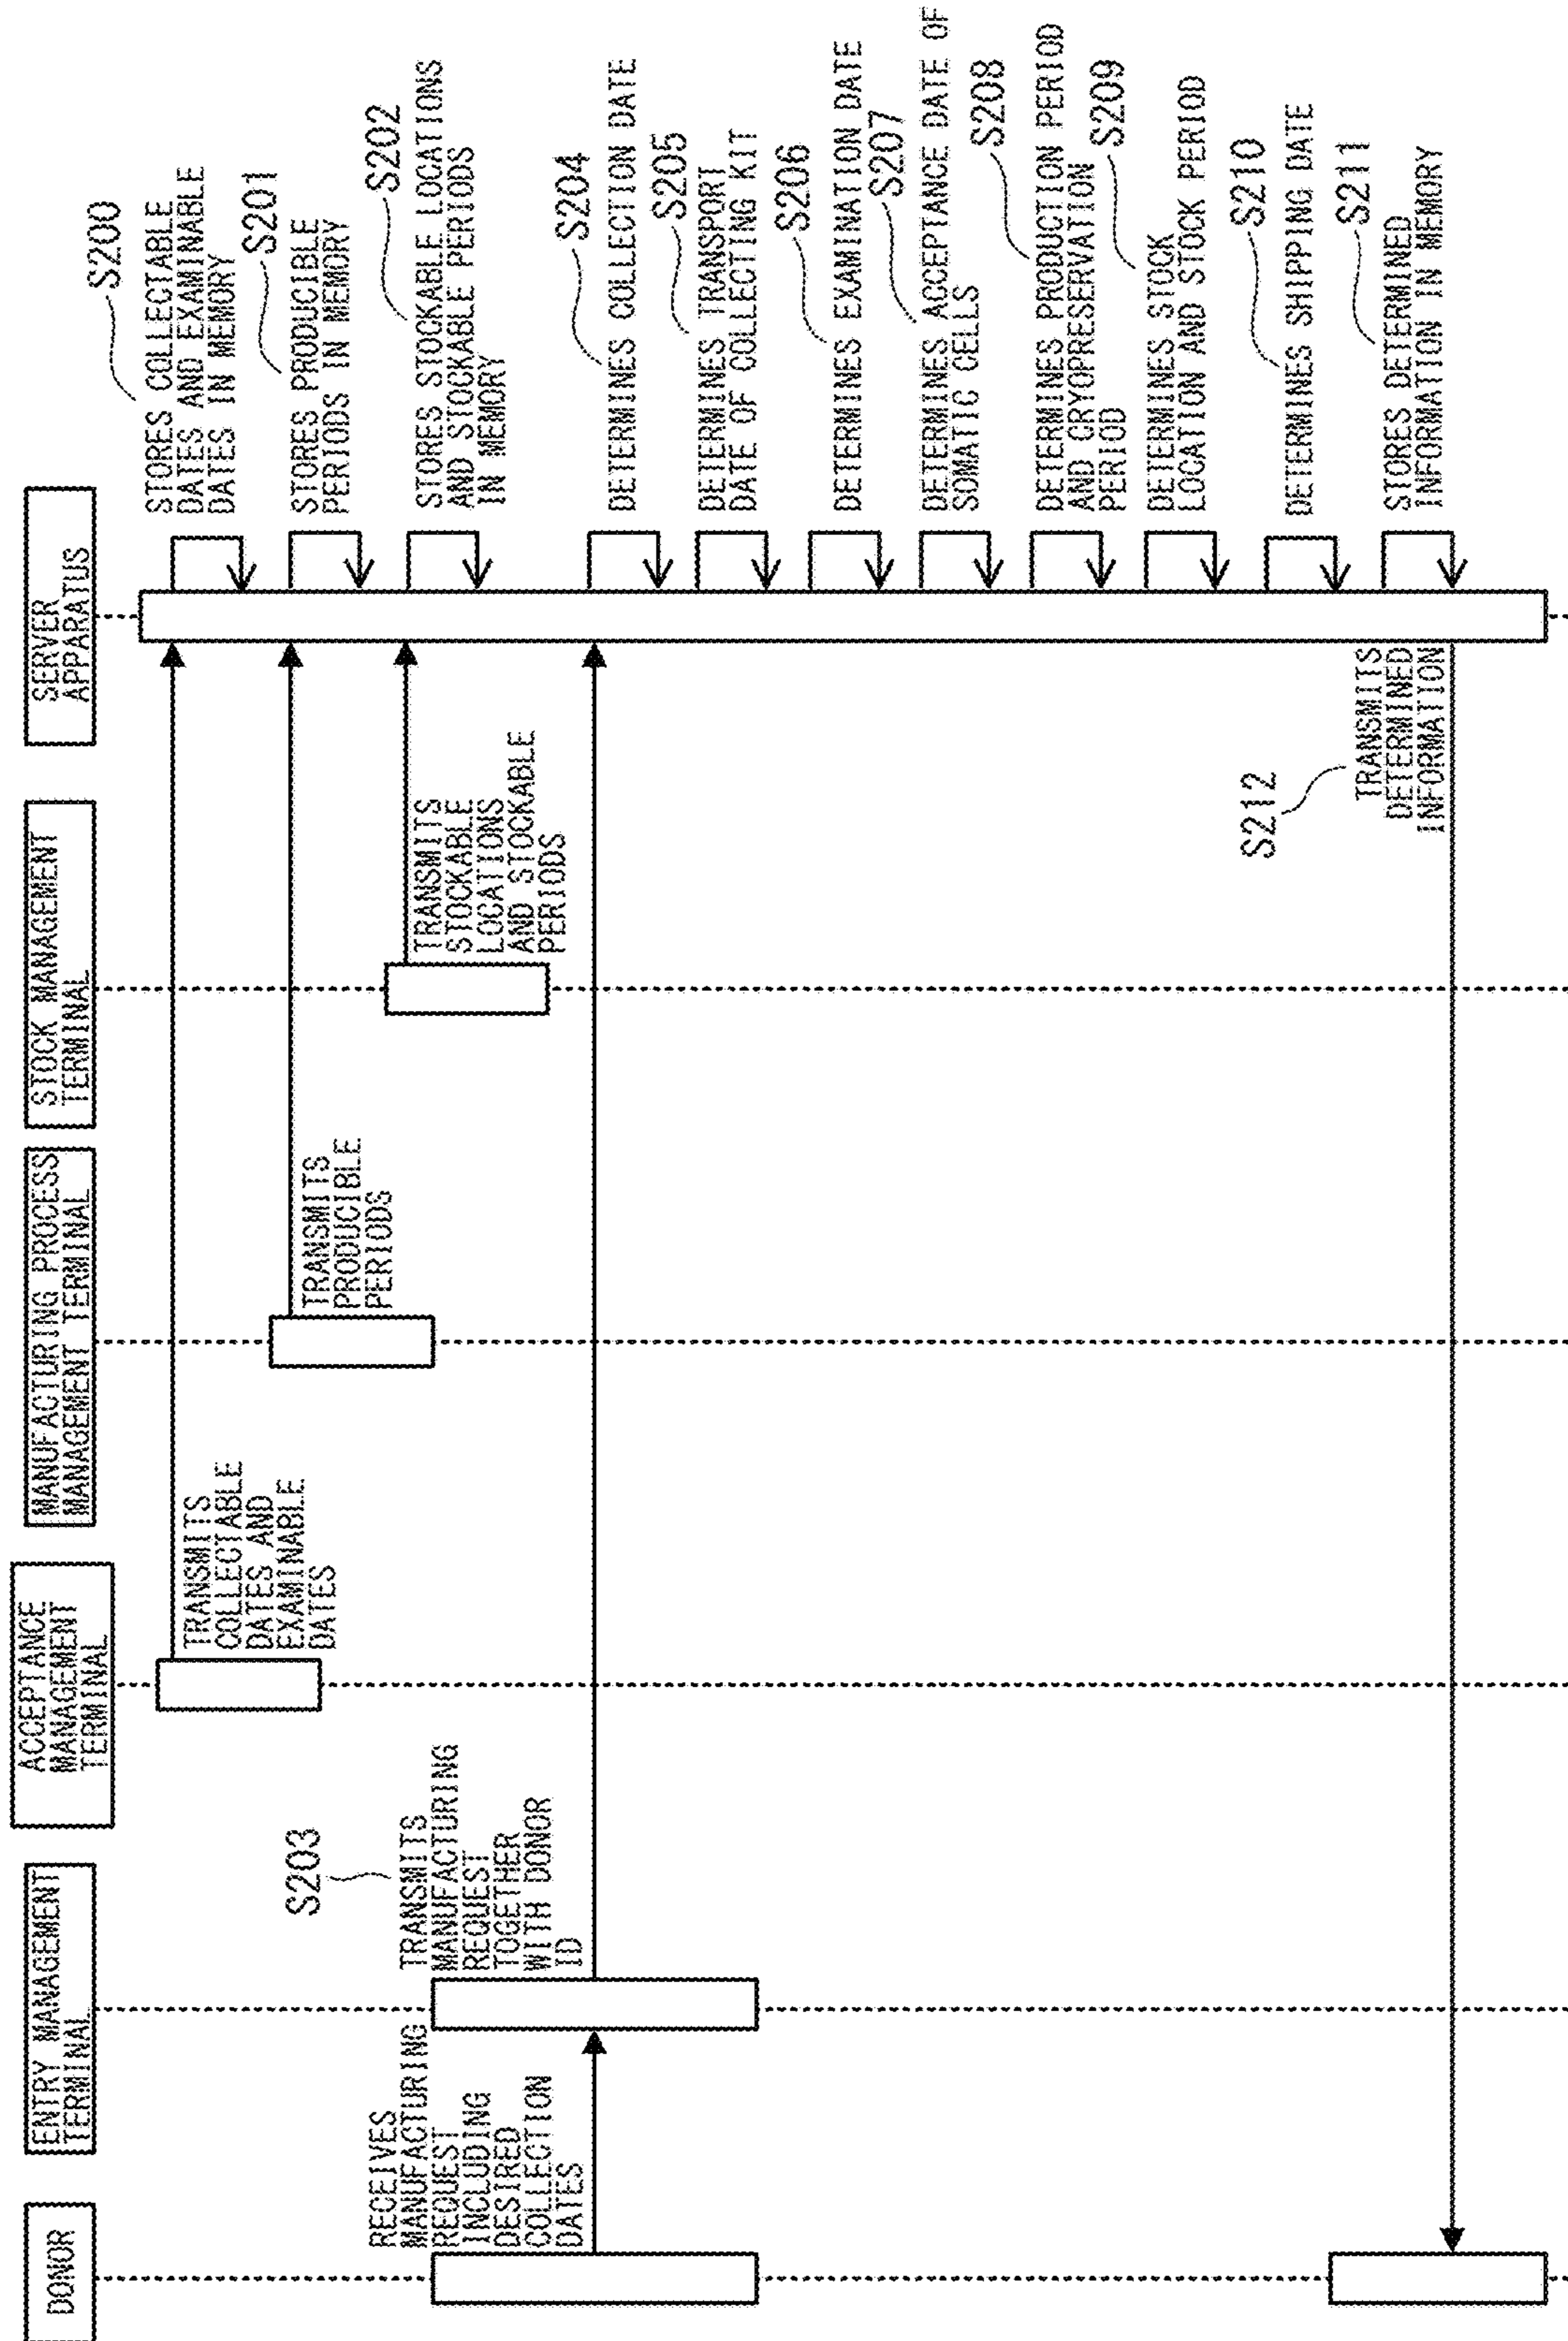 DONOR
ENTRY MANAGEMENT
TERMINAL
ACCEPTANCE
MANAGEMENT
TERMINAL
MANUFACTURING PROCESS
MANAGEMENT TERMINAL
STOCK MANAGEMENT
TERMINAL
SERVER
APPARATUS
TRANSMITS
COLLECTABLE
DATES AND
EXAMINABLE
DATES
S200
STORES COLLECTABLE
DATES AND EXAMINABLE
DATES IN MEMORY
TRANSMITS
PRODUCIBLE
PERIODS
S201
STORES PRODUCIBLE
PERIODS IN MEMORY
TRANSMITS
STOCKABLE
LOCATIONS
AND STOCKABLE
PERIODS
S202
STORES STOCKABLE LOCATIONS
AND STOCKABLE PERIODS
IN MEMORY
RECEIVES
MANUFACTURING
REQUEST
INCLUDING
DESIRED
COLLECTION
DATES
S203
TRANSMITS
MANUFACTURING
REQUEST
TOGETHER
WITH DONOR
ID
S204
DETERMINES COLLECTION DATE
S205
DETERMINES TRANSPORT
DATE OF COLLECTING KIT
S206
DETERMINES EXAMINATION DATE
S207
DETERMINES ACCEPTANCE DATE OF
SOMATIC CELLS
S208
DETERMINES PRODUCTION PERIOD
AND CRYOPRESERVATION
PERIOD
S209
DETERMINES STOCK
LOCATION AND STOCK PERIOD
S210
DETERMINES SHIPPING DATE
S211
STORES DETERMINED
INFORMATION IN MEMORY
S212
TRANSMITS
DETERMINED
INFORMATION